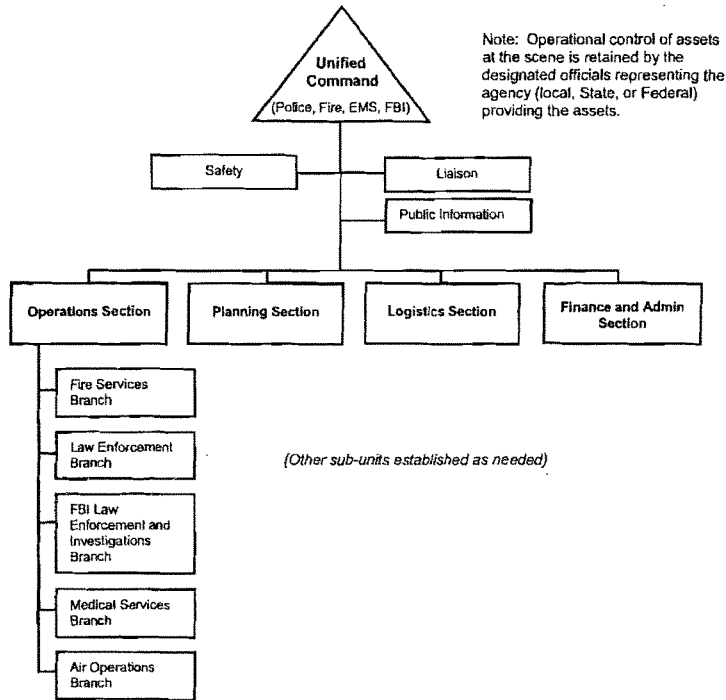 Unified
Command
(Police, Fire, EMS, FBI)
Note: Operational control of assets
at the scene is retained by the
designated officials representing the
agency (local, State, or Federal)
providing the assets.
Safety
Liaison
Public Information
Operations Section
Planning Section
Logistics Section
Finance and Admin
Section
Fire Services
Branch
Law Enforcement
Branch
(Other sub-units established as needed)
FBI Law
Enforcement and
Investigations
Branch
Medical Services
Branch
Air Operations
Branch